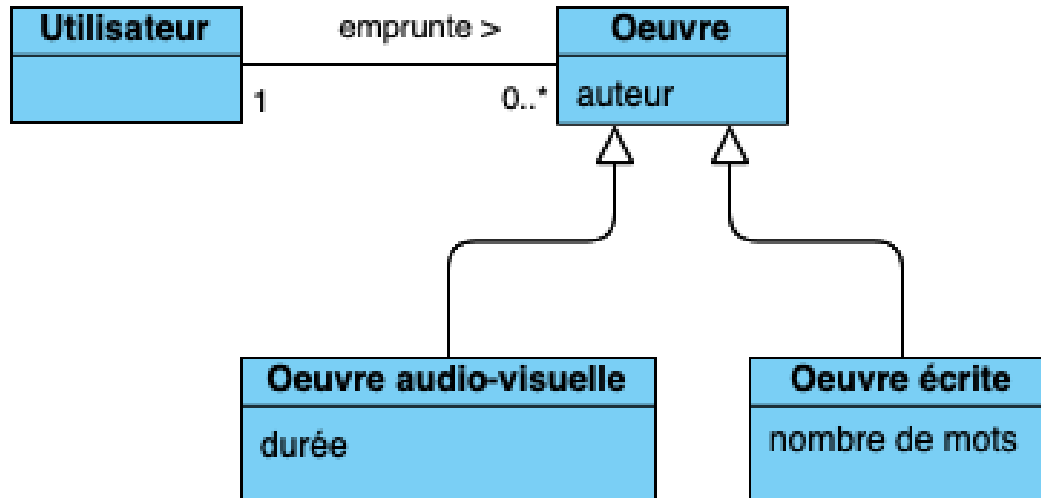 Utilisateur
emprunte >
Oeuvre
1
0..*
auteur
Oeuvre audio-visuelle
durée
Oeuvre écrite
nombre de mots